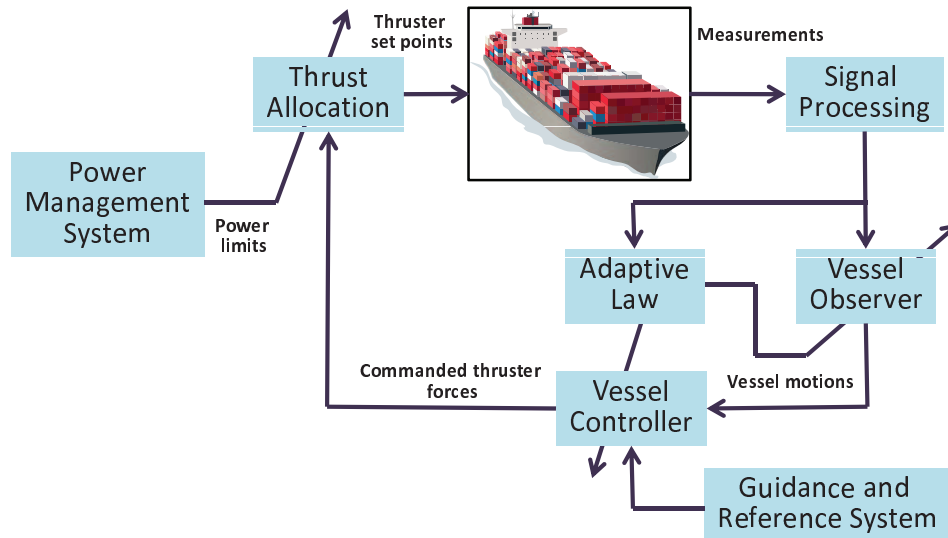 Thruster
set points
Measurements
Thrust
Allocation
Signal
Processing
Power
Management
System
Power
limits
Adaptive
Law
Vessel
Observer
Commanded thruster
forces
Vessel
Controller
Vessel motions
Guidance and
Reference System